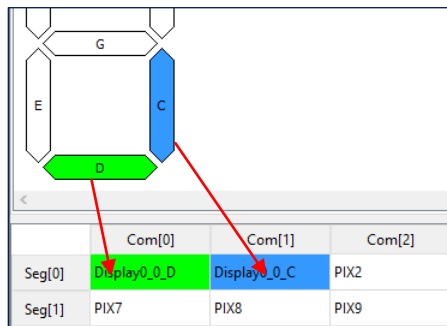 G
E
C
D
Com[0] Com[1] Com[2]
Seg[0] Display0_0_D Display0_0_C PIX2
Seg[1] PIX7 PIX8 PIX9